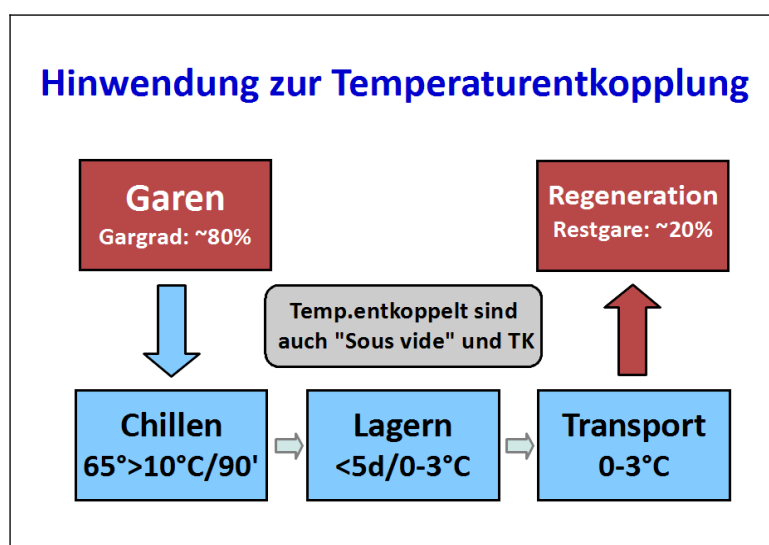 Hinwendung zur Temperaturentkopplung
Garen
Gargrad: ~80%
Regeneration
Restgare: ~20%
Temp.entkoppelt sind
auch "Sous vide" und TK
Chillen
65°>10°C/90'
Lagern
<5d/0-3°C
Transport
0-3°C